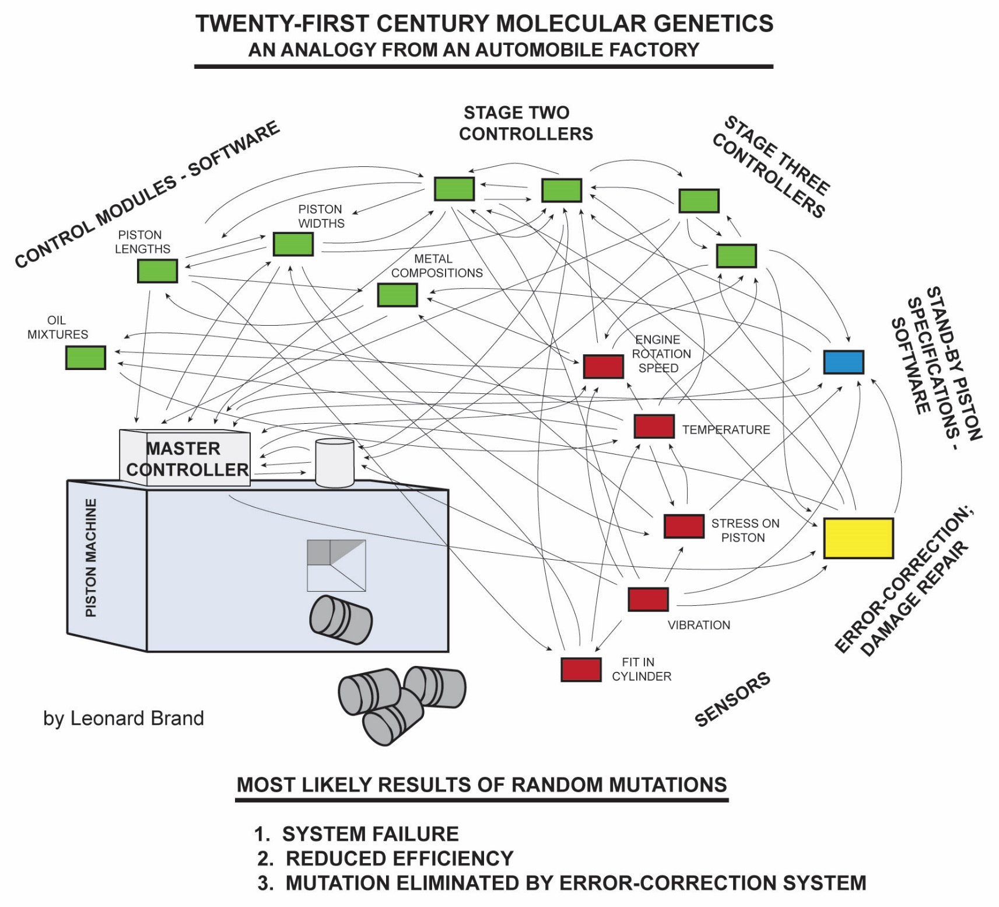 TWENTY-FIRST CENTURY MOLECULAR GENETICS
AN ANALOGY FROM AN AUTOMOBILE FACTORY
CONTROL MODULES - SOFTWARE
STAGE TWO
CONTROLLERS
STAGE THREE
CONTROLLERS
PISTON
WIDTHS
PISTON
LENGTHS
METAL
COMPOSITIONS
OIL
MIXTURES
ENGINE
ROTATION
SPEED
STAND-BY PISTON
SPECIFICATIONS -
SOFTWARE
TEMPERATURE
MASTER
CONTROLLER
PISTON MACHINE
STRESS ON
PISTON
ERROR-CORRECTION;
DAMAGE REPAIR
VIBRATION
FIT IN
CYLINDER
SENSORS
by Leonard Brand
MOST LIKELY RESULTS OF RANDOM MUTATIONS
1. SYSTEM FAILURE
2. REDUCED EFFICIENCY
3. MUTATION ELIMINATED BY ERROR-CORRECTION SYSTEM